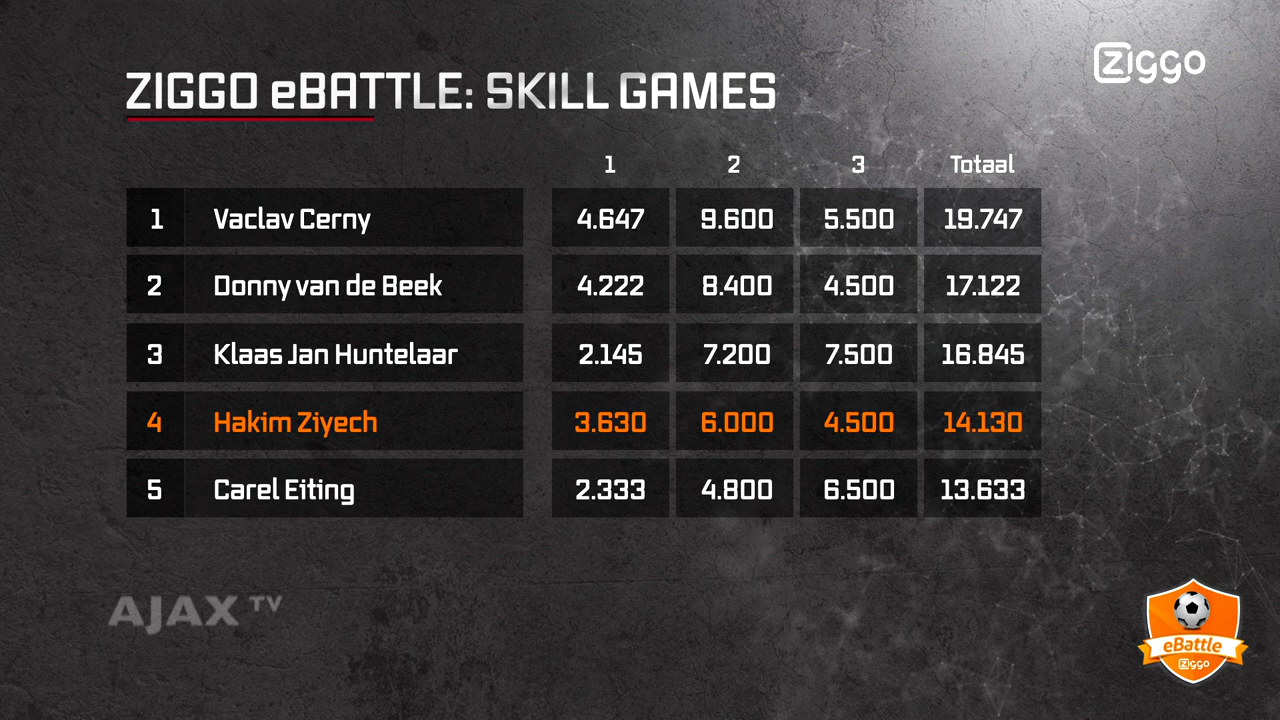 ziggo
ZIGGO eBATTLE: SKILL GAMES
1 2 3 Totaal
1 Vaclav Cerny 4.647 9.600 5.500 19.747
2 Donny van de Beek 4.222 8.400 4.500 17.122
3 Klaas Jan Huntelaar 2.145 7.200 7.500 16.845
4 Hakim Ziyech 3.630 6.000 4.500 14.130
5 Carel Eiting 2.333 4.800 6.500 13.633
AJAX TV
eBattle
ziggo